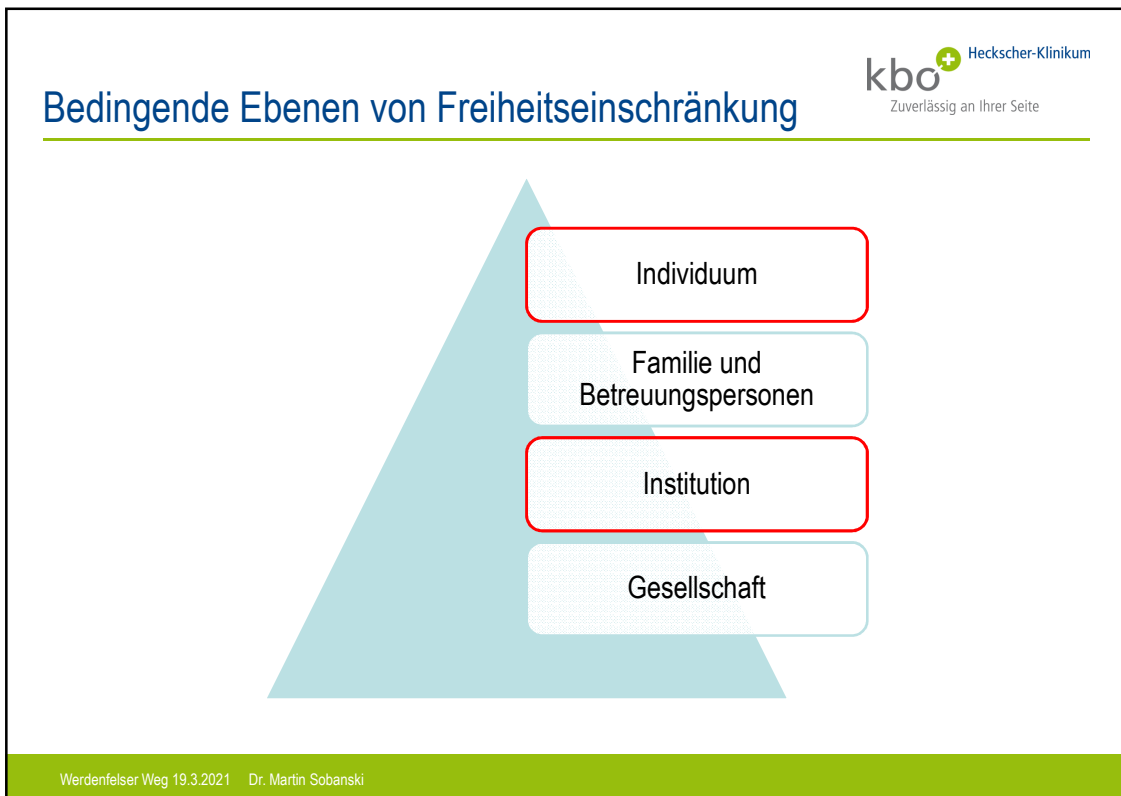 Bedingende Ebenen von Freiheitseinschränkung
kbo Heckscher-Klinikum
Zuverlässig an Ihrer Seite
Individuum
Familie und
Betreuungspersonen
Institution
Gesellschaft
Werdenfelser Weg 19.3.2021 Dr. Martin Sobanski